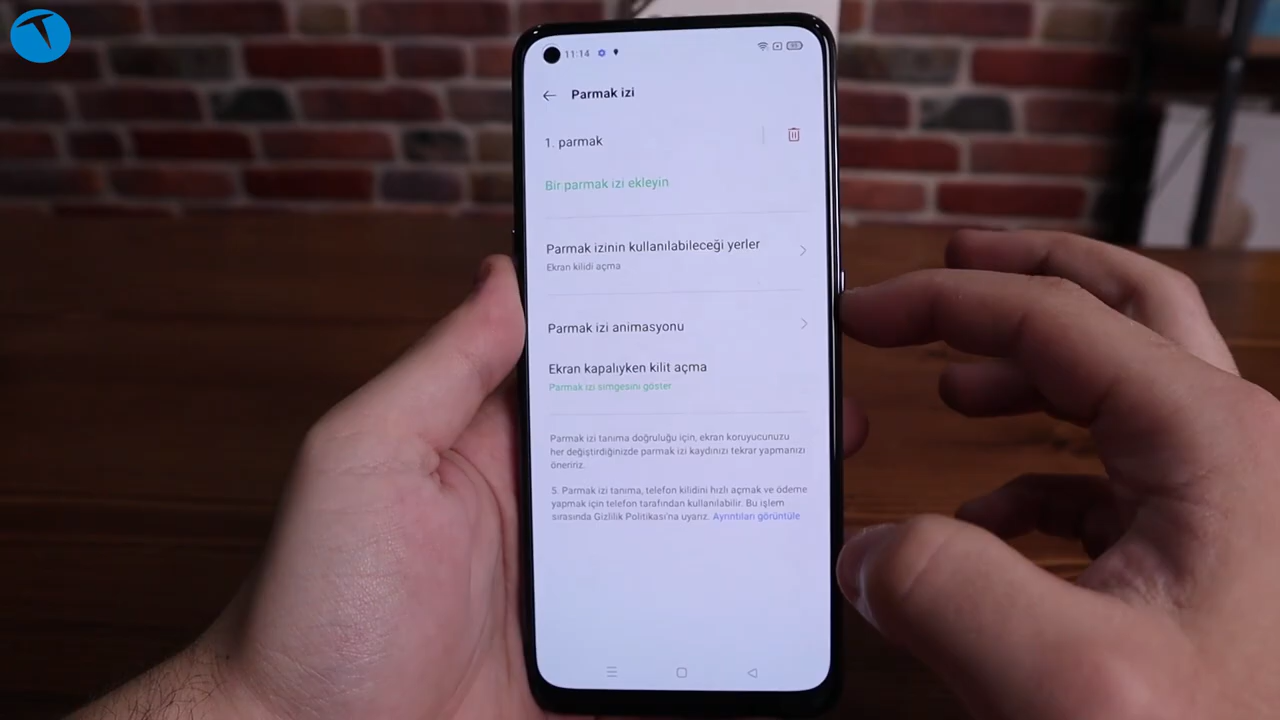 11:14
Parmak izi
1. parmak
Bir parmak izi ekleyin
Parmak izinin kullanılabileceği yerler
Ekran kilidi açma
Parmak izi animasyonu
Ekran kapalıyken kilit açma
Parmak izi simgesini göster
Parmak izi tanıma doğruluğu için, ekran koruyucunuzu
her değiştirdiğinizde parmak izi kaydınızı tekrar yapmanızı
öneririz.
S. Parmak izi tanıma, telefon kilidini hızlı açmak ve ödeme
yapmak için telefon tarafından kullanılabilir. Bu işlem
sırasında Gizlilik Politikası'na uyarız. Ayrıntıları görüntüle